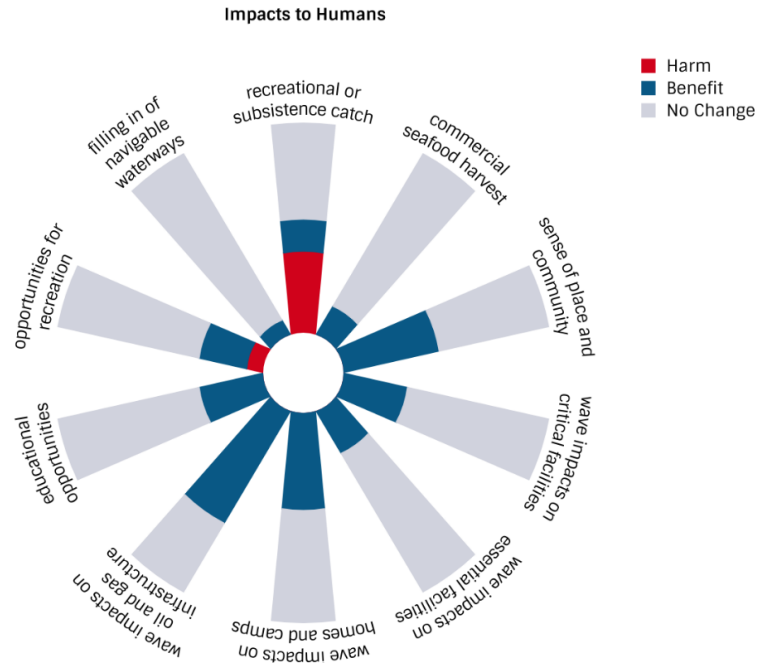 Impacts to Humans
Harm
Benefit
No Change
recreational or
subsistence catch
commercial
seafood harvest
sense of place and
community
wave impacts on
critical facilities
wave impacts on
essential facilities
wave impacts on
homes and camps
wave impacts on
oil and gas
infrastructure
educational
opportunities
opportunities for
recreation
filling in of
navigable
waterways